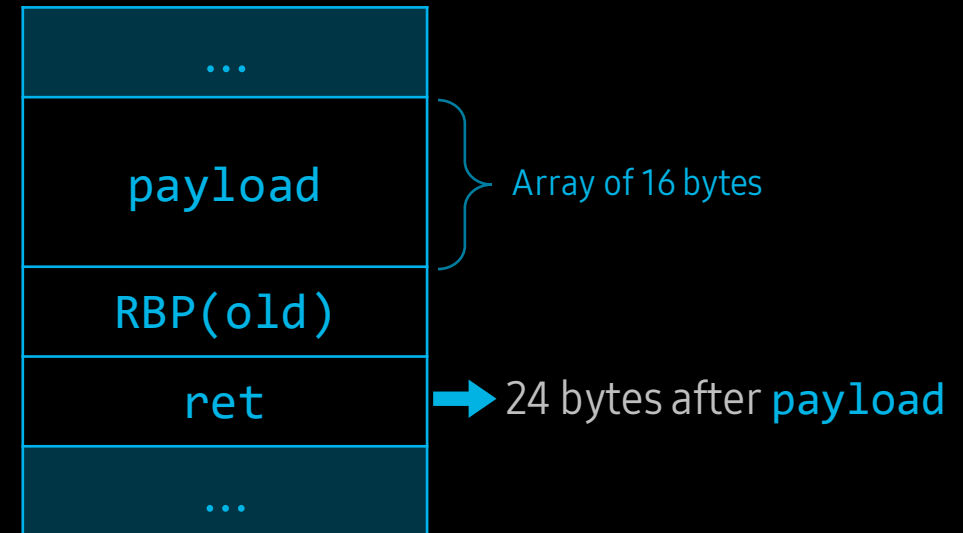 ...
payload
Array of 16 bytes
RBP(old)
ret
24 bytes after payload
...